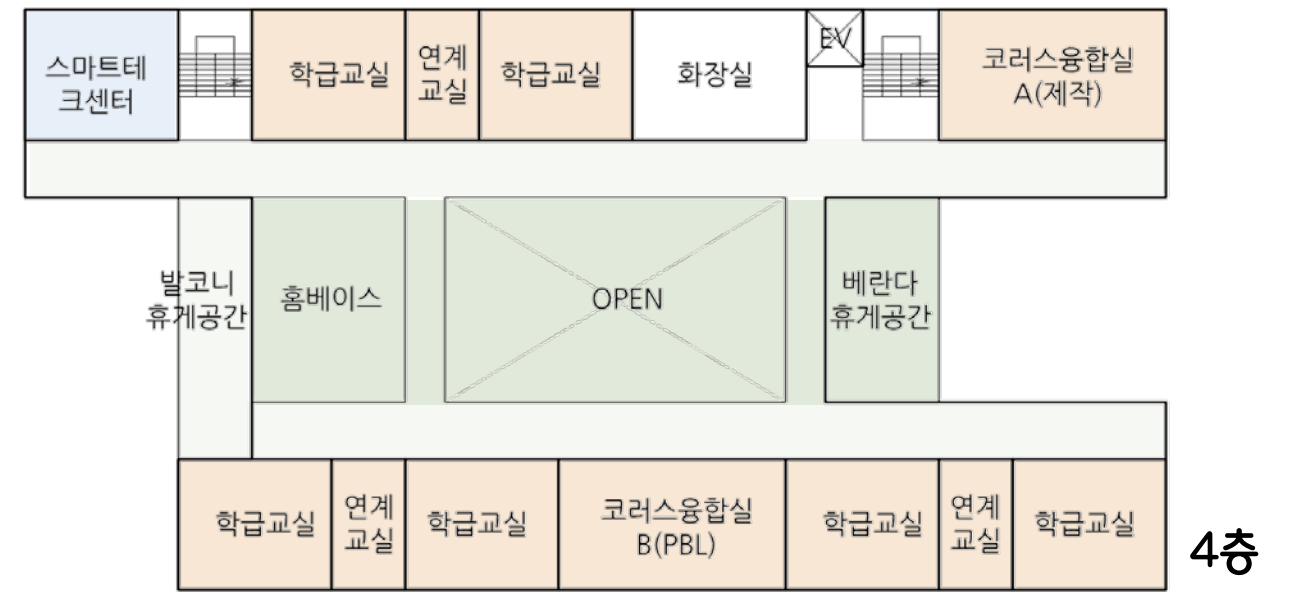 스마트테
크센터
학급교실
연계
교실
학급교실
화장실
EV
코러스융합실
A(제작)
발코니
휴게공간
홈베이스
OPEN
베란다
휴게공간
학급교실
연계
교실
학급교실
코러스융합실
B(PBL)
학급교실
연계
교실
학급교실
4층